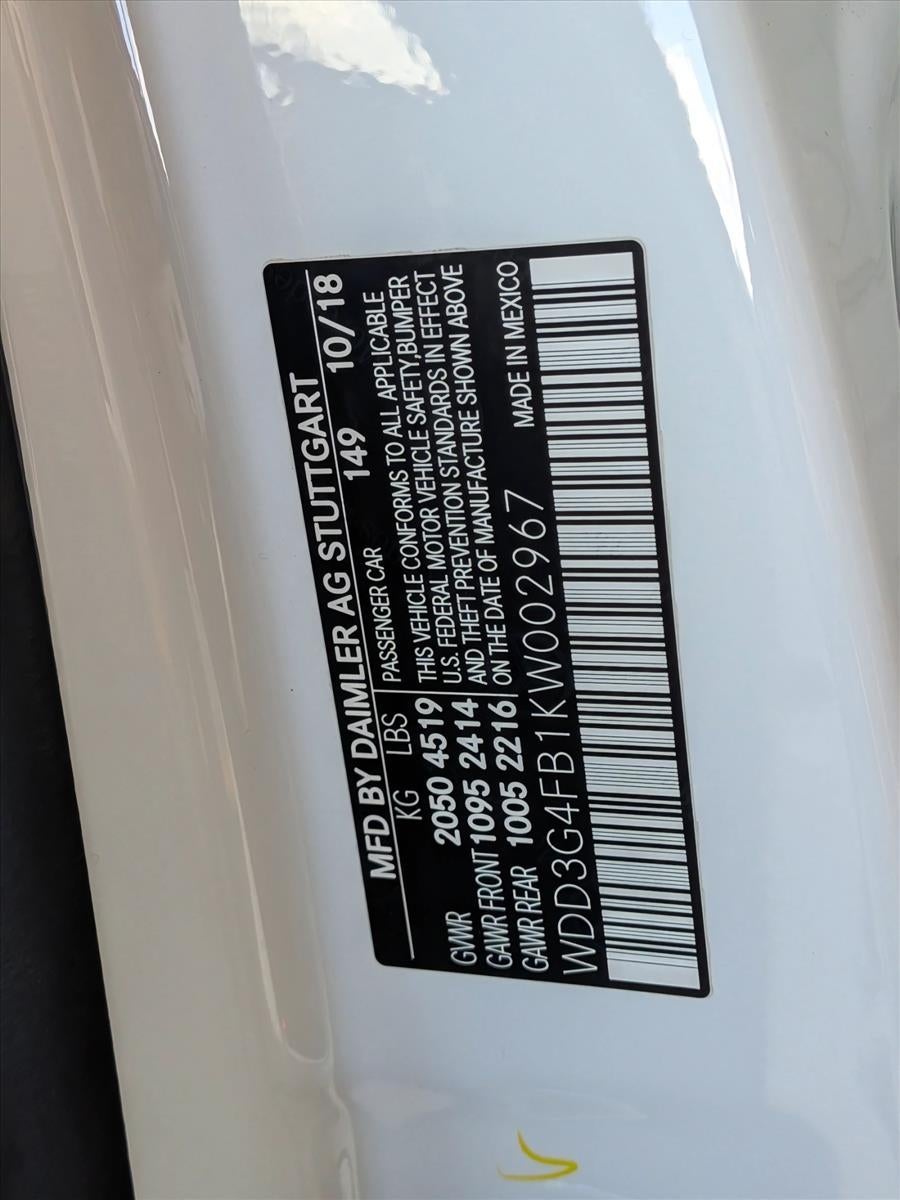 MFD BY DAIMLER AG STUTTGART
KG LBS 149 10/18
GVWR 2050 4519
GAWR FRONT 1095 2414
GAWR REAR 1005 2216
PASSENGER CAR
THIS VEHICLE CONFORMS TO ALL APPLICABLE
U.S. FEDERAL MOTOR VEHICLE SAFETY,BUMPER
AND THEFT PREVENTION STANDARDS IN EFFECT
ON THE DATE OF MANUFACTURE SHOWN ABOVE
MADE IN MEXICO
WDD3G4FB1KW002967